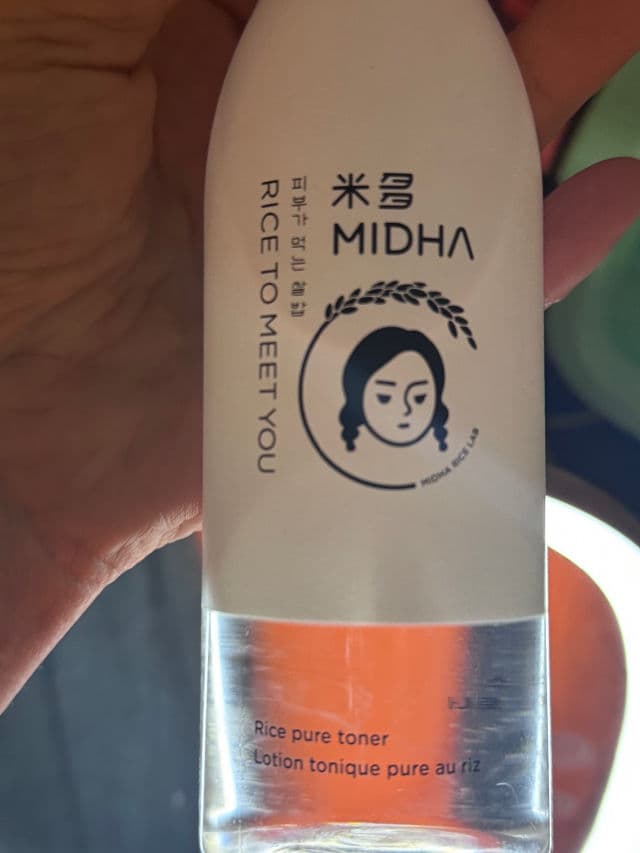 米多
MIDHA
피부가 먹는 쌀밥
RICE TO MEET YOU
MIDHA RICE LAB
Rice pure toner
Lotion tonique pure au riz